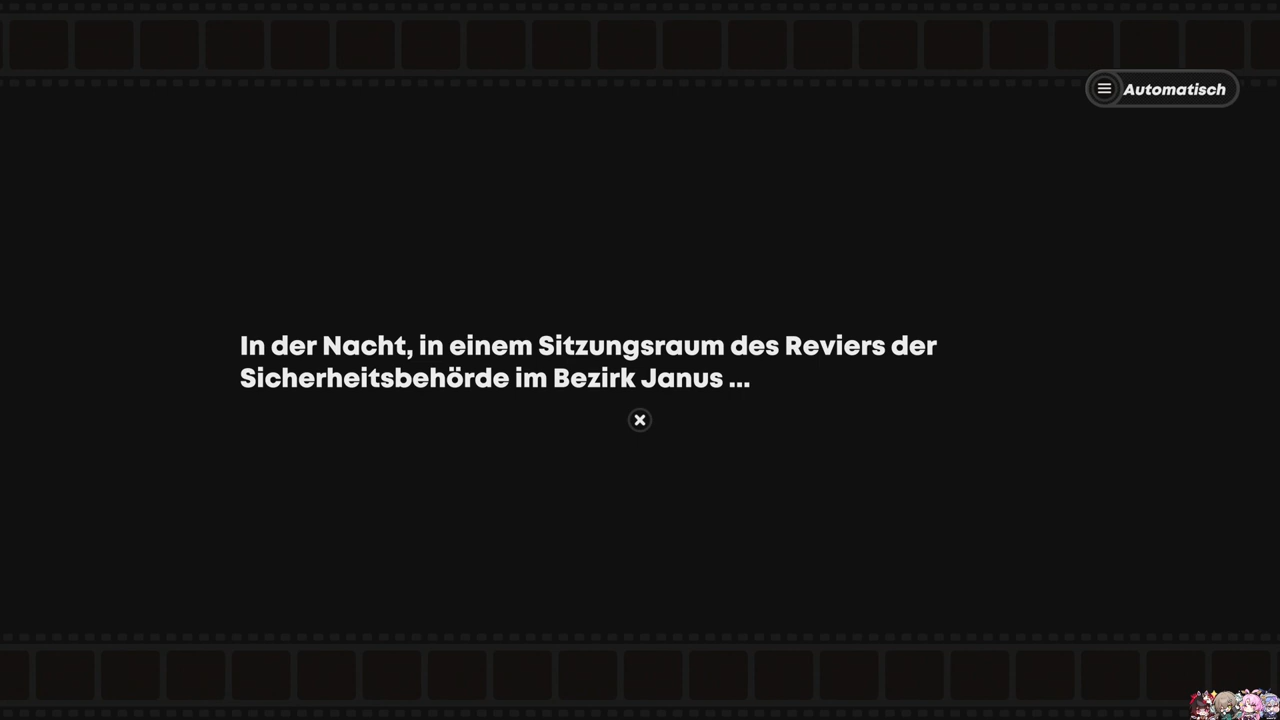 Automatisch
In der Nacht, in einem Sitzungsraum des Reviers der
Sicherheitsbehörde im Bezirk Janus ...